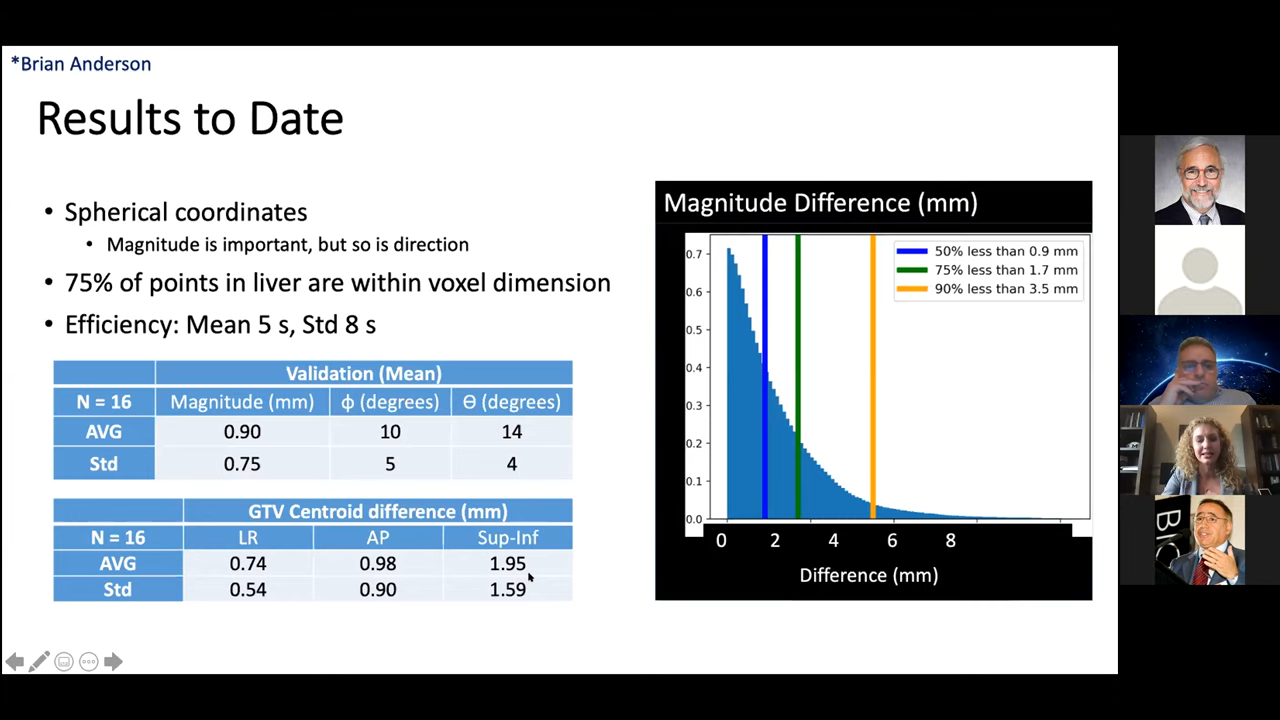 *Brian Anderson
Results to Date
• Spherical coordinates
• Magnitude is important, but so is direction
• 75% of points in liver are within voxel dimension
• Efficiency: Mean 5 s, Std 8 s
Validation (Mean)
N = 16 Magnitude (mm) ϕ (degrees) Θ (degrees)
AVG 0.90 10 14
Std 0.75 5 4
GTV Centroid difference (mm)
N = 16 LR AP Sup-Inf
AVG 0.74 0.98 1.95
Std 0.54 0.90 1.59
Magnitude Difference (mm)
50% less than 0.9 mm
75% less than 1.7 mm
90% less than 3.5 mm
0.7
0.6
0.5
0.4
0.3
0.2
0.1
0.0
0 2 4 6 8
Difference (mm)